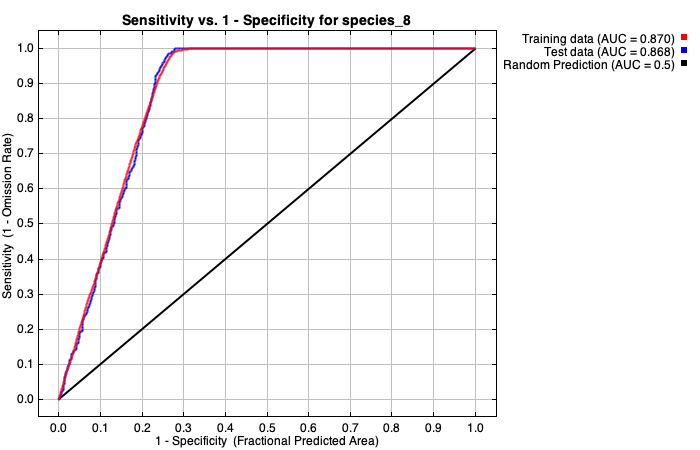 Sensitivity vs. 1 - Specificity for species_8
Training data (AUC = 0.870)
Test data (AUC = 0.868)
Random Prediction (AUC = 0.5)
Sensitivity (1 - Omission Rate)
1.0
0.9
0.8
0.7
0.6
0.5
0.4
0.3
0.2
0.1
0.0
0.0 0.1 0.2 0.3 0.4 0.5 0.6 0.7 0.8 0.9 1.0
1 - Specificity (Fractional Predicted Area)